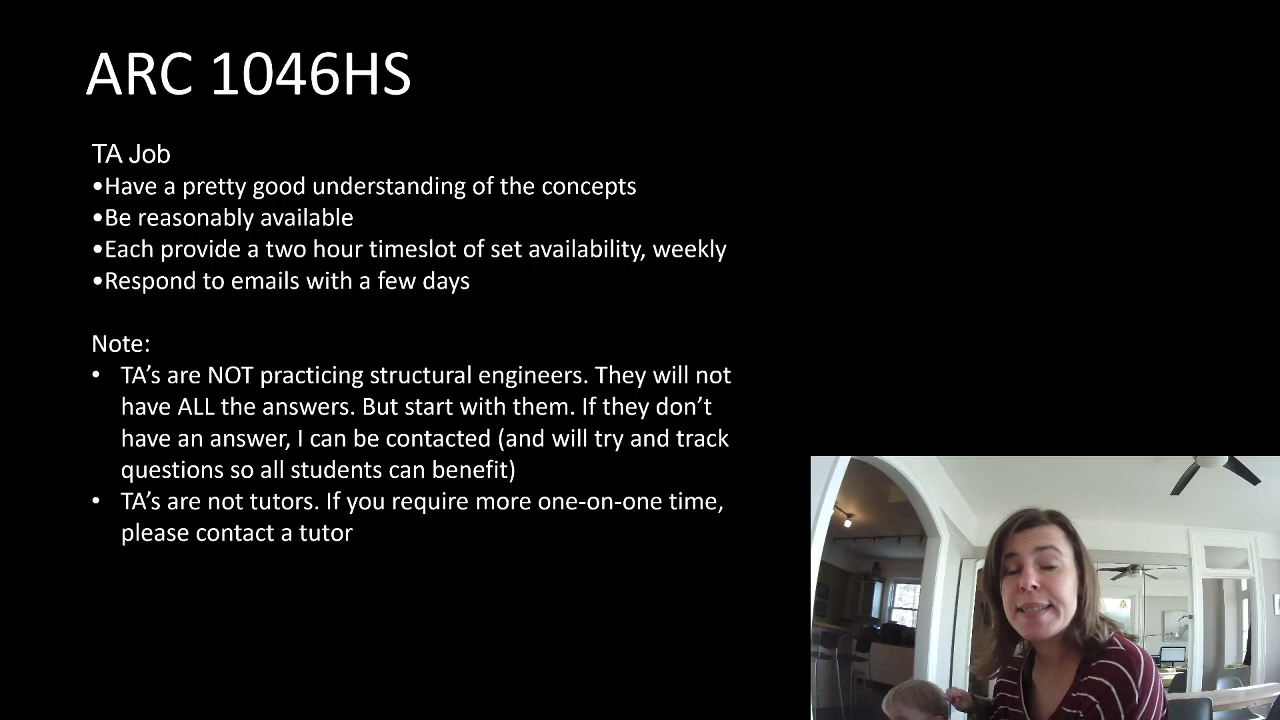 ARC 1046HS
TA Job
•Have a pretty good understanding of the concepts
•Be reasonably available
•Each provide a two hour timeslot of set availability, weekly
•Respond to emails with a few days
Note:
• TA’s are NOT practicing structural engineers. They will not
have ALL the answers. But start with them. If they don’t
have an answer, I can be contacted (and will try and track
questions so all students can benefit)
• TA’s are not tutors. If you require more one-on-one time,
please contact a tutor